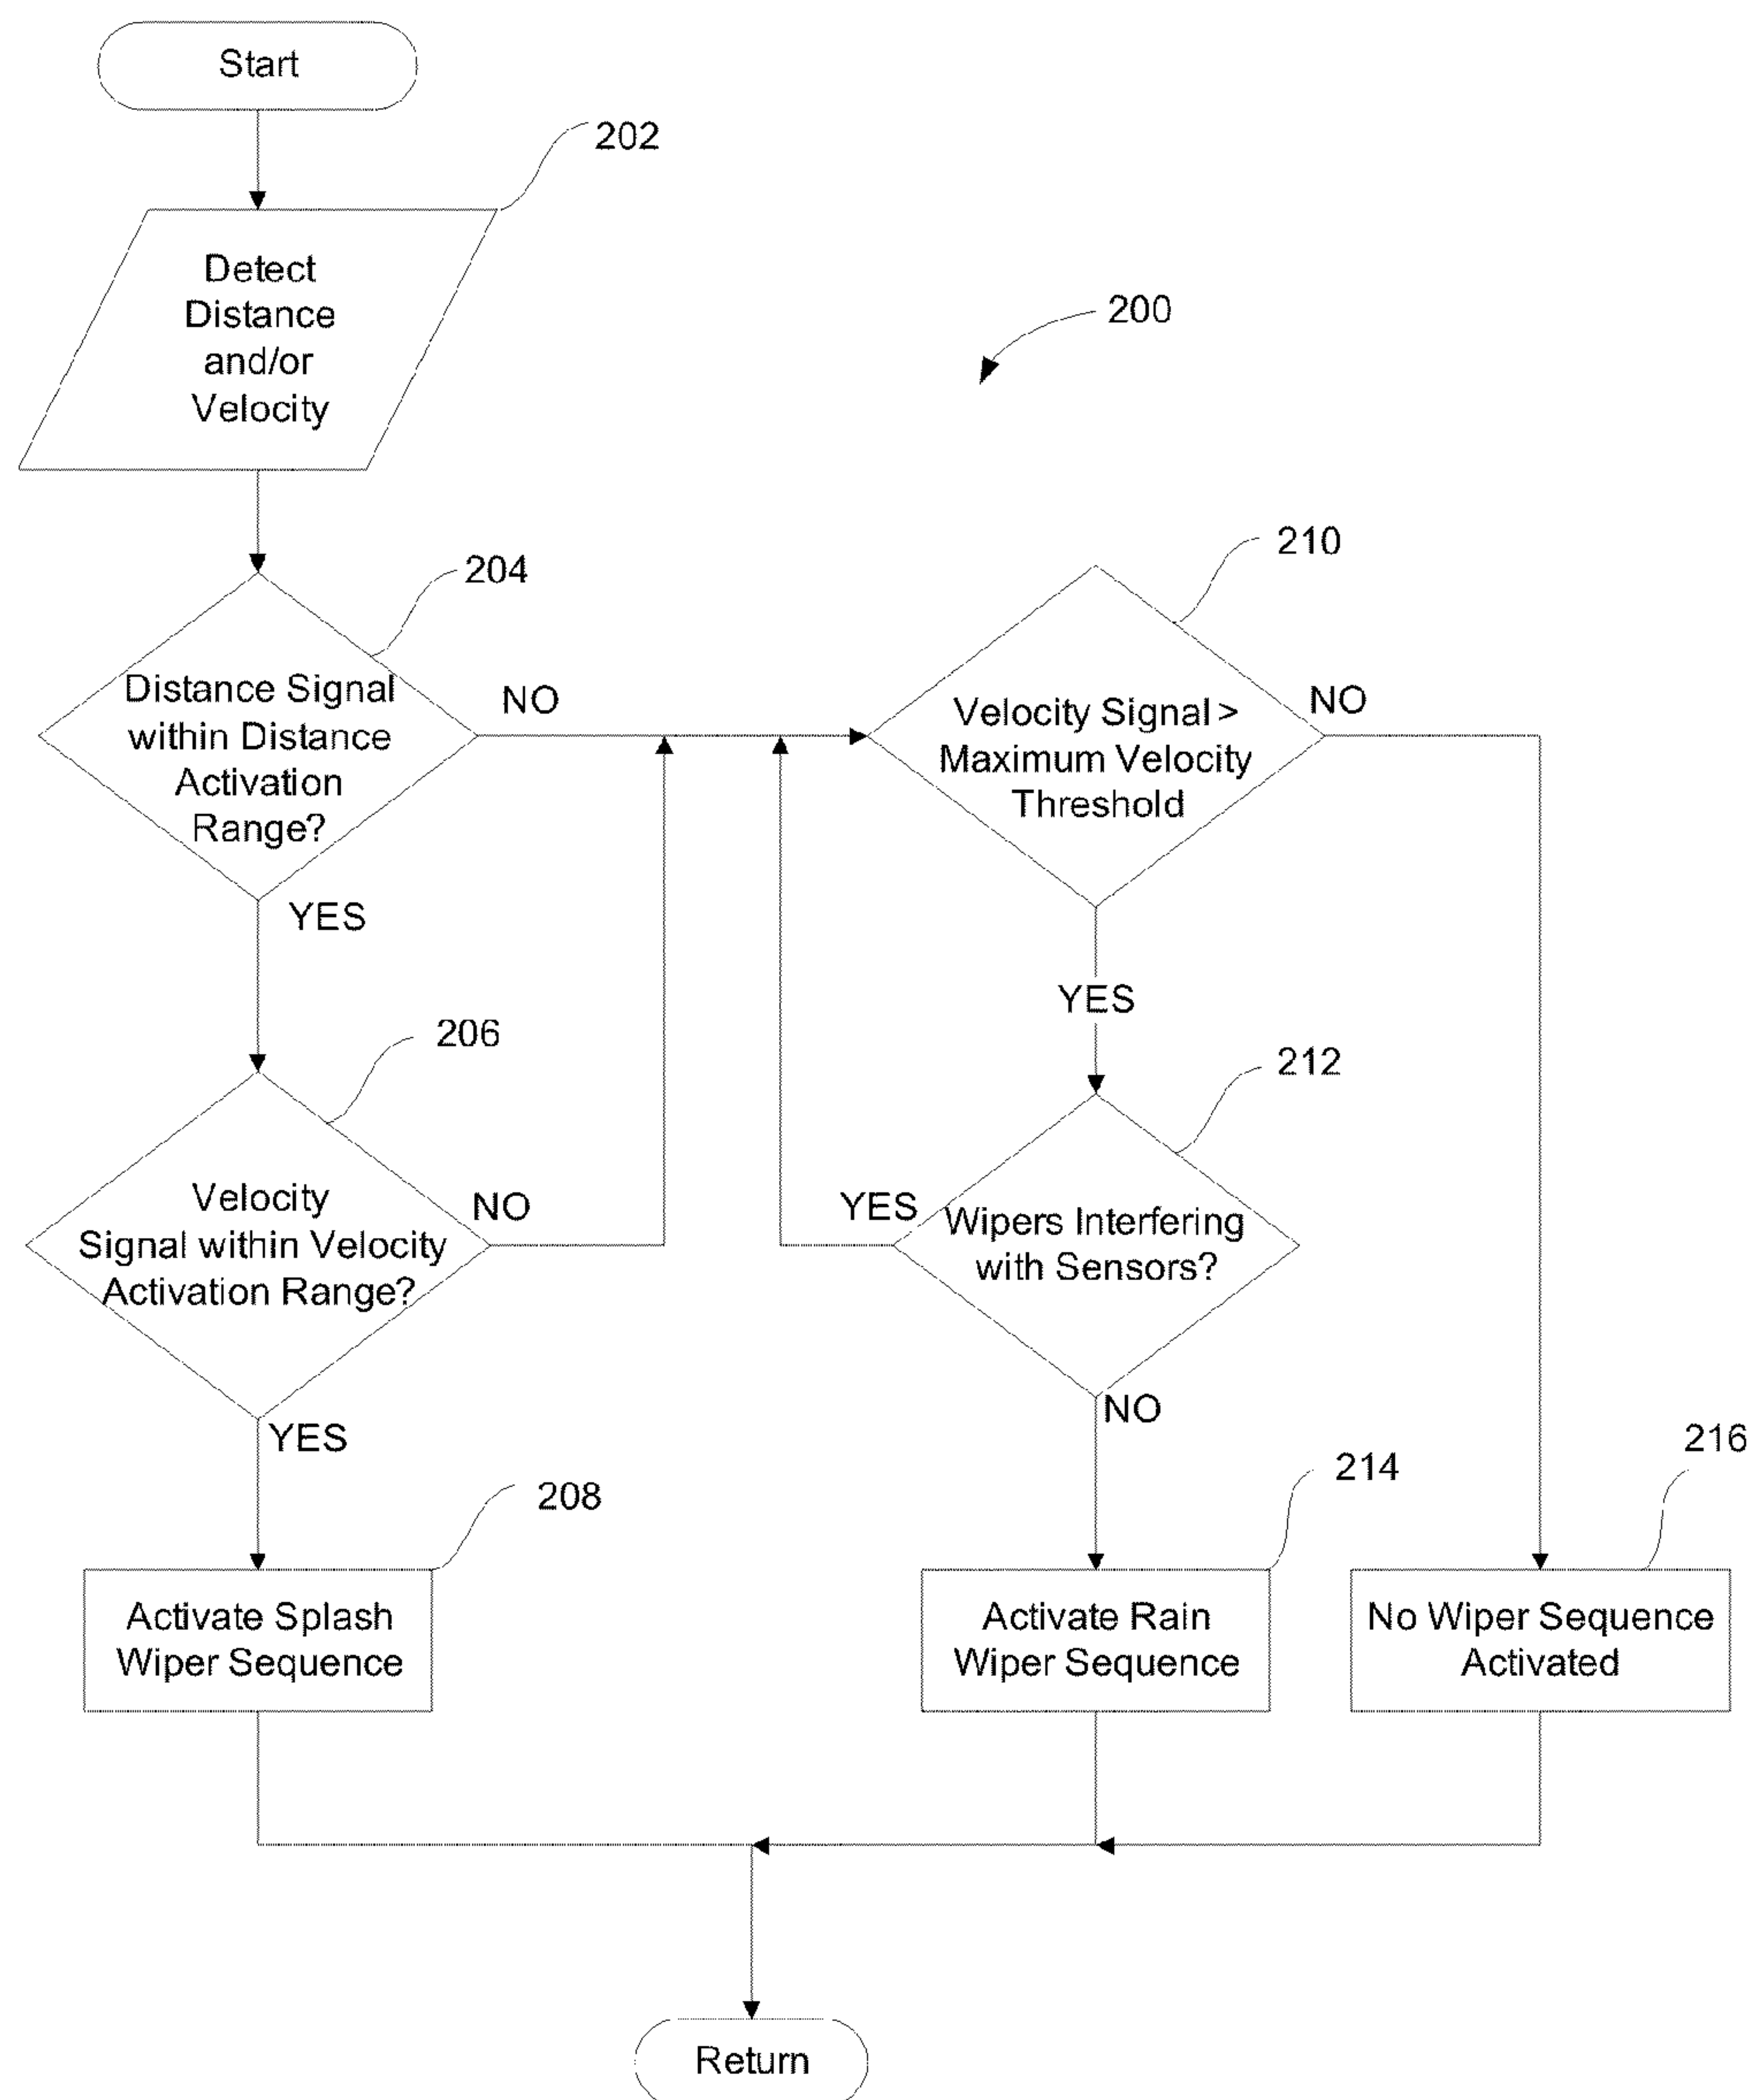 Start
202
Detect
Distance
and/or
Velocity
200
204
Distance Signal
within Distance
Activation
Range?
NO
YES
210
Velocity Signal >
Maximum Velocity
Threshold
NO
YES
206
Velocity
Signal within Velocity
Activation Range?
NO
YES
212
Wipers Interfering
with Sensors?
YES
NO
208
Activate Splash
Wiper Sequence
214
Activate Rain
Wiper Sequence
216
No Wiper Sequence
Activated
Return